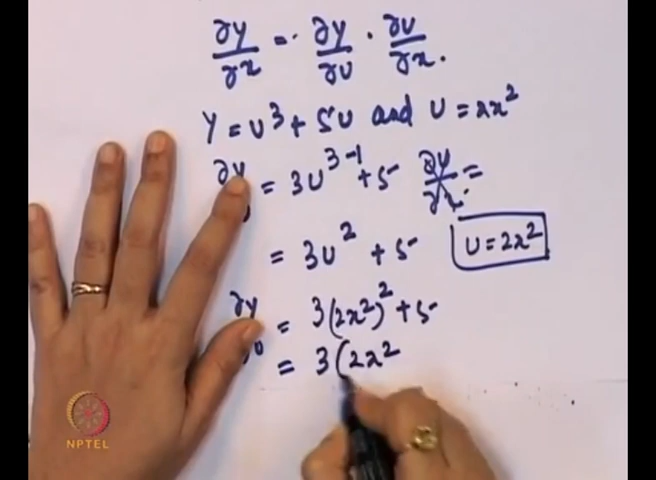 ∂y/∂x = ∂y/∂u . ∂u/∂x.
y = u³ + 5u and u = 2x²
∂y = 3u³⁻¹ + 5 ∂u/∂x =
= 3u² + 5 u = 2x²
∂y/∂u = 3(2x²)² + 5
= 3(2x²
NPTEL